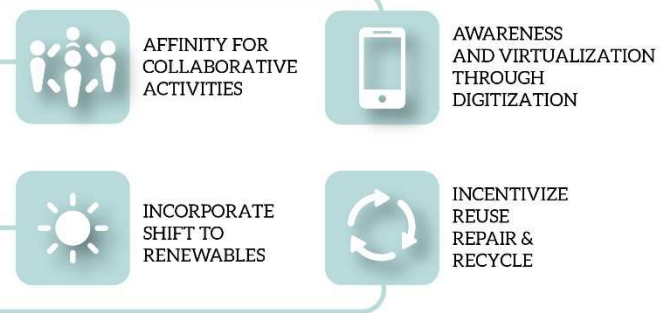 AFFINITY FOR
COLLABORATIVE
ACTIVITIES
AWARENESS
AND VIRTUALIZATION
THROUGH
DIGITIZATION
INCORPORATE
SHIFT TO
RENEWABLES
INCENTIVIZE
REUSE
REPAIR &
RECYCLE